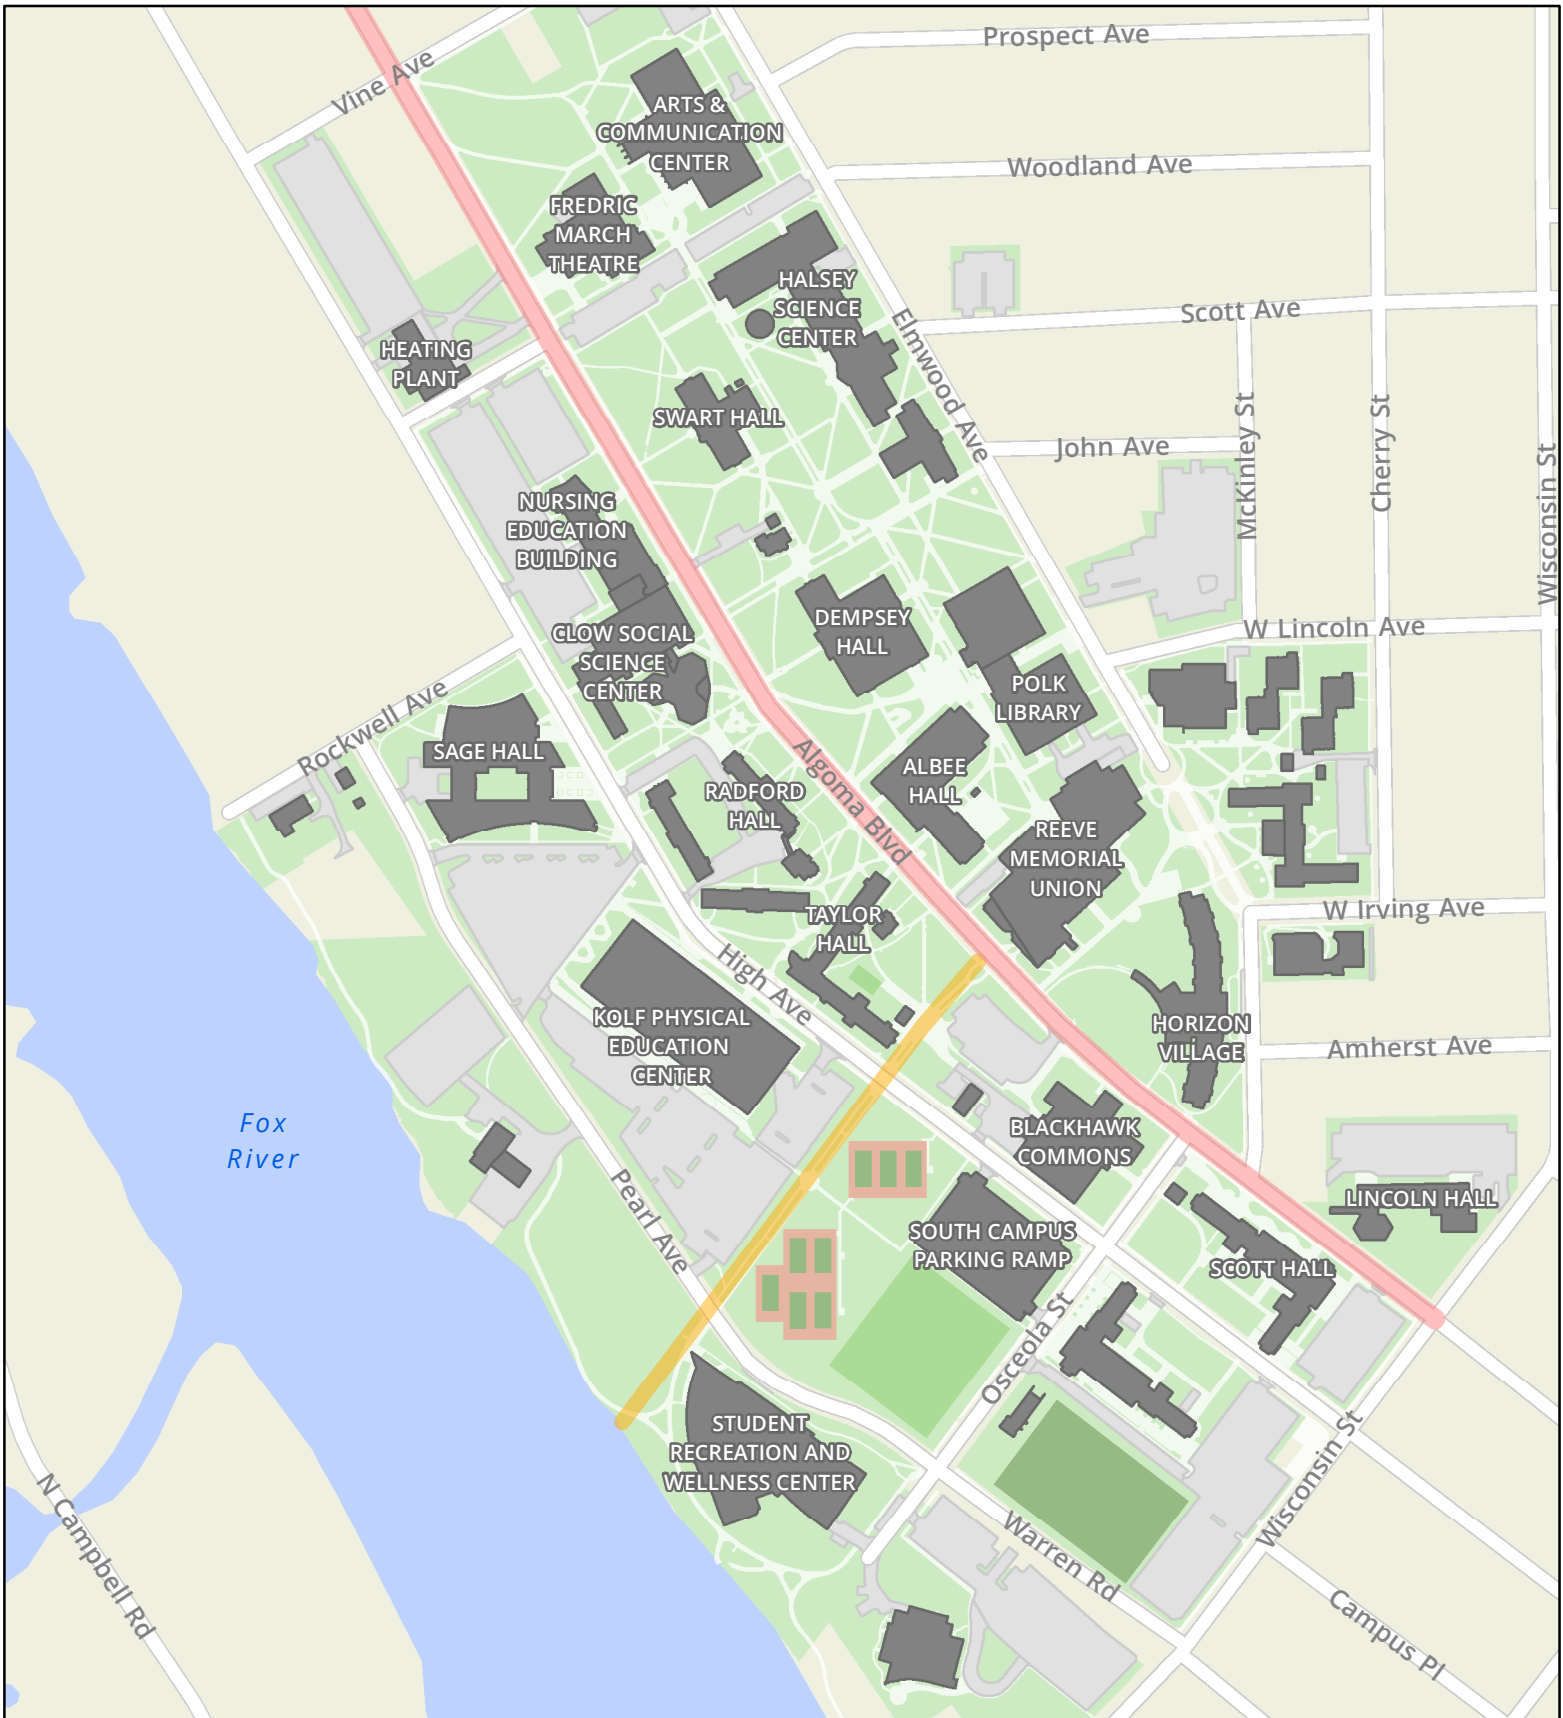 Prospect Ave
Vine Ave
ARTS &
COMMUNICATION
CENTER
Woodland Ave
FREDRIC
MARCH
THEATRE
HALSEY
SCIENCE
CENTER
Scott Ave
HEATING
PLANT
Elmwood Ave
SWART HALL
John Ave
McKinley St
Cherry St
Wisconsin St
NURSING
EDUCATION
BUILDING
DEMPSEY
HALL
W Lincoln Ave
CLOW SOCIAL
SCIENCE
CENTER
POLK
LIBRARY
Rockwell Ave
SAGE HALL
RADFORD
HALL
Algoma Blvd
ALBEE
HALL
REEVE
MEMORIAL
UNION
TAYLOR
HALL
W Irving Ave
High Ave
KOLF PHYSICAL
EDUCATION
CENTER
HORIZON
VILLAGE
Amherst Ave
Fox
River
BLACKHAWK
COMMONS
Pearl Ave
LINCOLN HALL
SOUTH CAMPUS
PARKING RAMP
SCOTT HALL
Osceola St
STUDENT
RECREATION AND
WELLNESS CENTER
Wisconsin St
N Campbell Rd
Warren Rd
Campus Pl